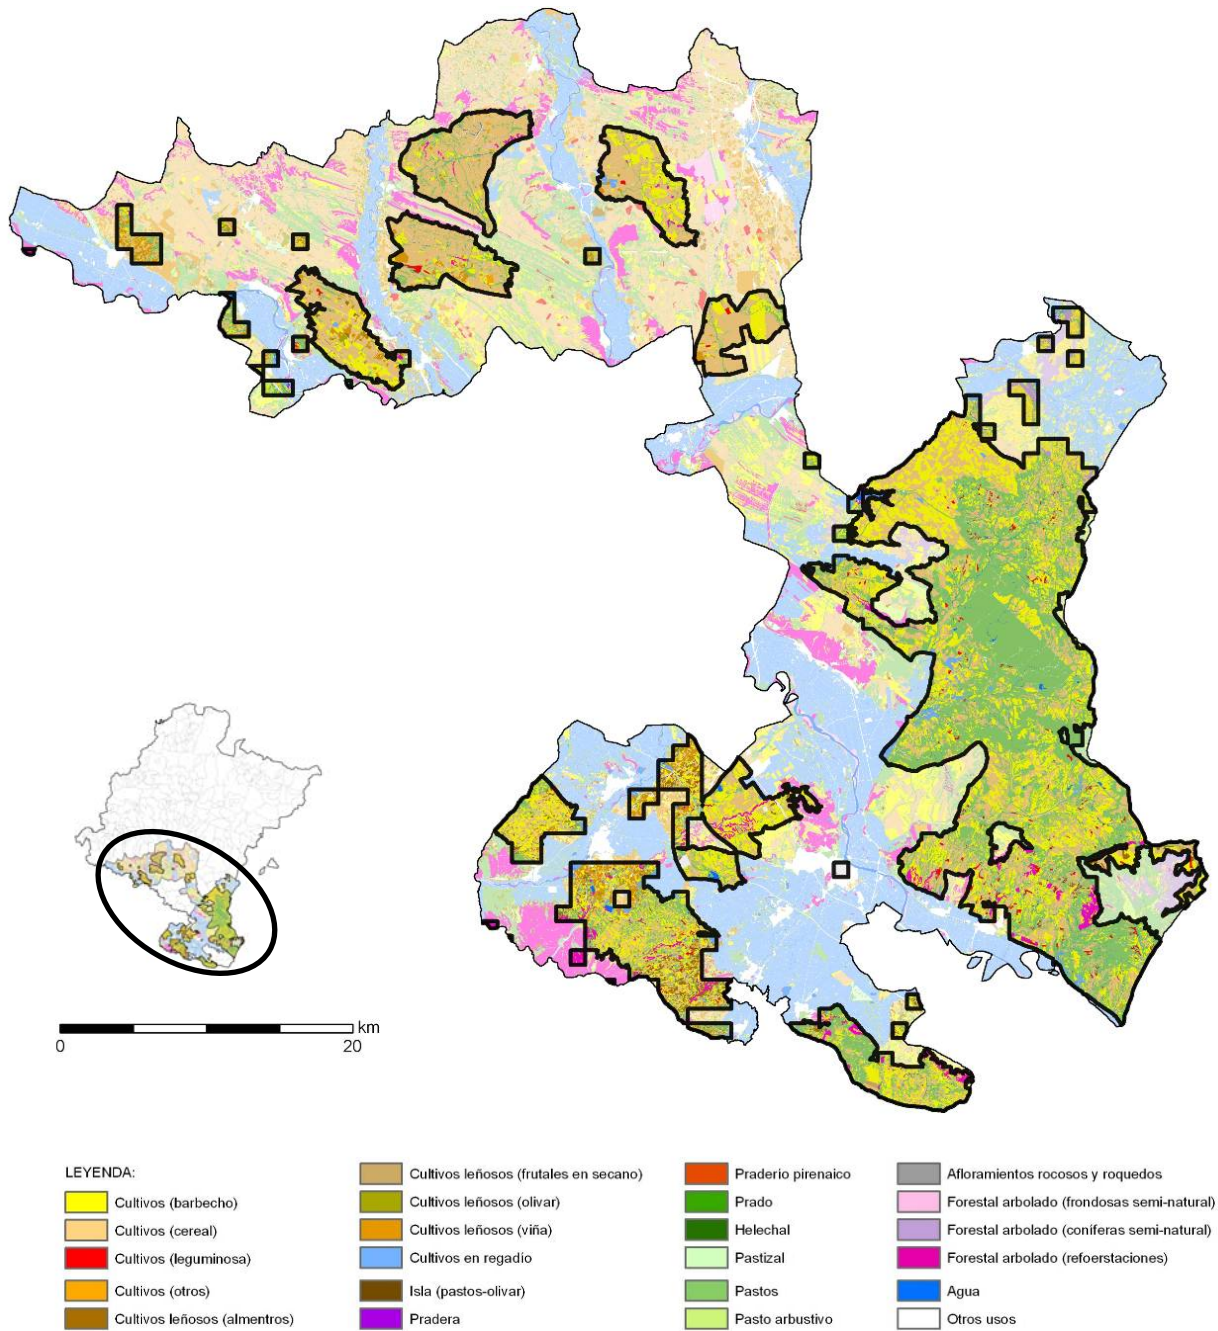 km
0
20
LEYENDA:
Cultivos (barbecho)
Cultivos (cereal)
Cultivos (leguminosa)
Cultivos (otros)
Cultivos leñosos (almentros)
Cultivos leñosos (frutales en secano)
Cultivos leñosos (olivar)
Cultivos leñosos (viña)
Cultivos en regadio
Isla (pastos-olivar)
Pradera
Praderío pirenaico
Prado
Helechal
Pastizal
Pastos
Pasto arbustivo
Afloramientos rocosos y roquedos
Forestal arbolado (frondosas semi-natural)
Forestal arbolado (coníferas semi-natural)
Forestal arbolado (refoerstaciones)
Agua
Otros usos